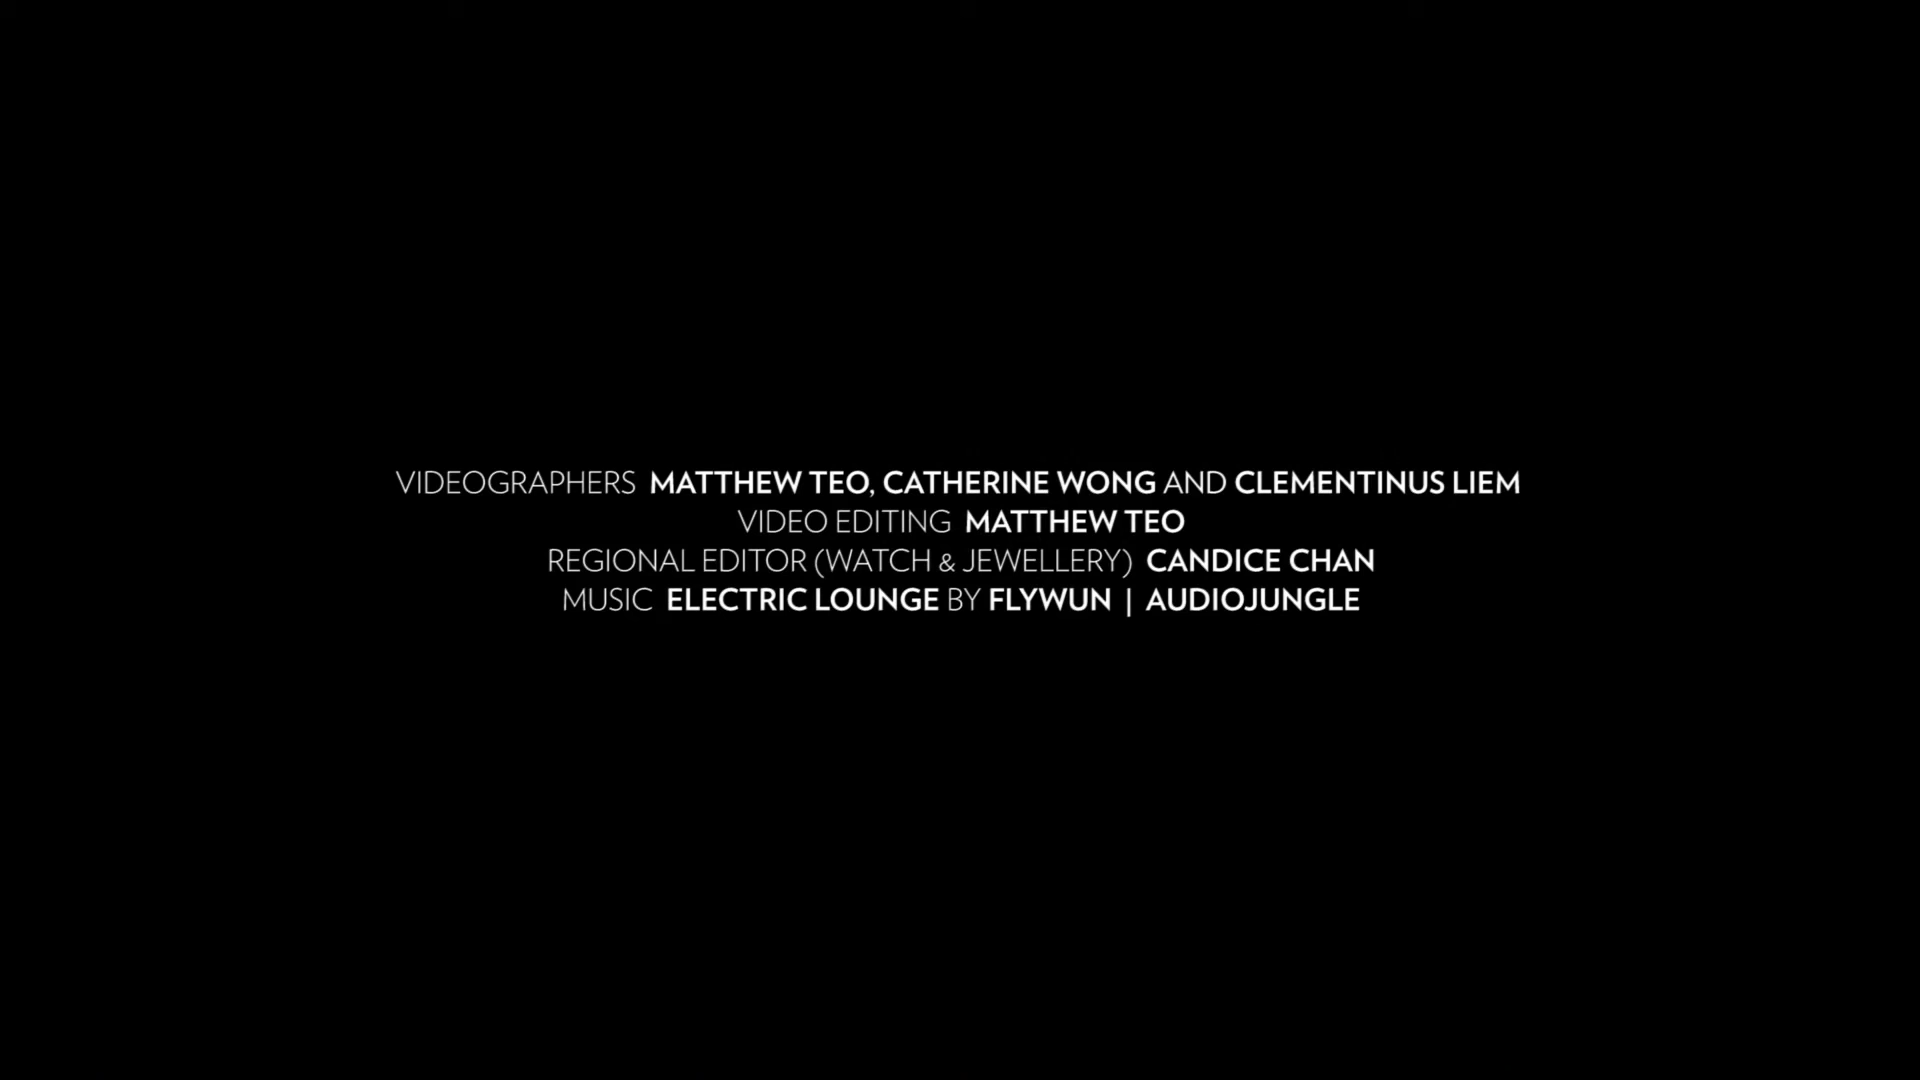 VIDEOGRAPHERS MATTHEW TEO, CATHERINE WONG AND CLEMENTINUS LIEM
VIDEO EDITING MATTHEW TEO
REGIONAL EDITOR (WATCH & JEWELLERY) CANDICE CHAN
MUSIC ELECTRIC LOUNGE BY FLYWUN | AUDIOJUNGLE